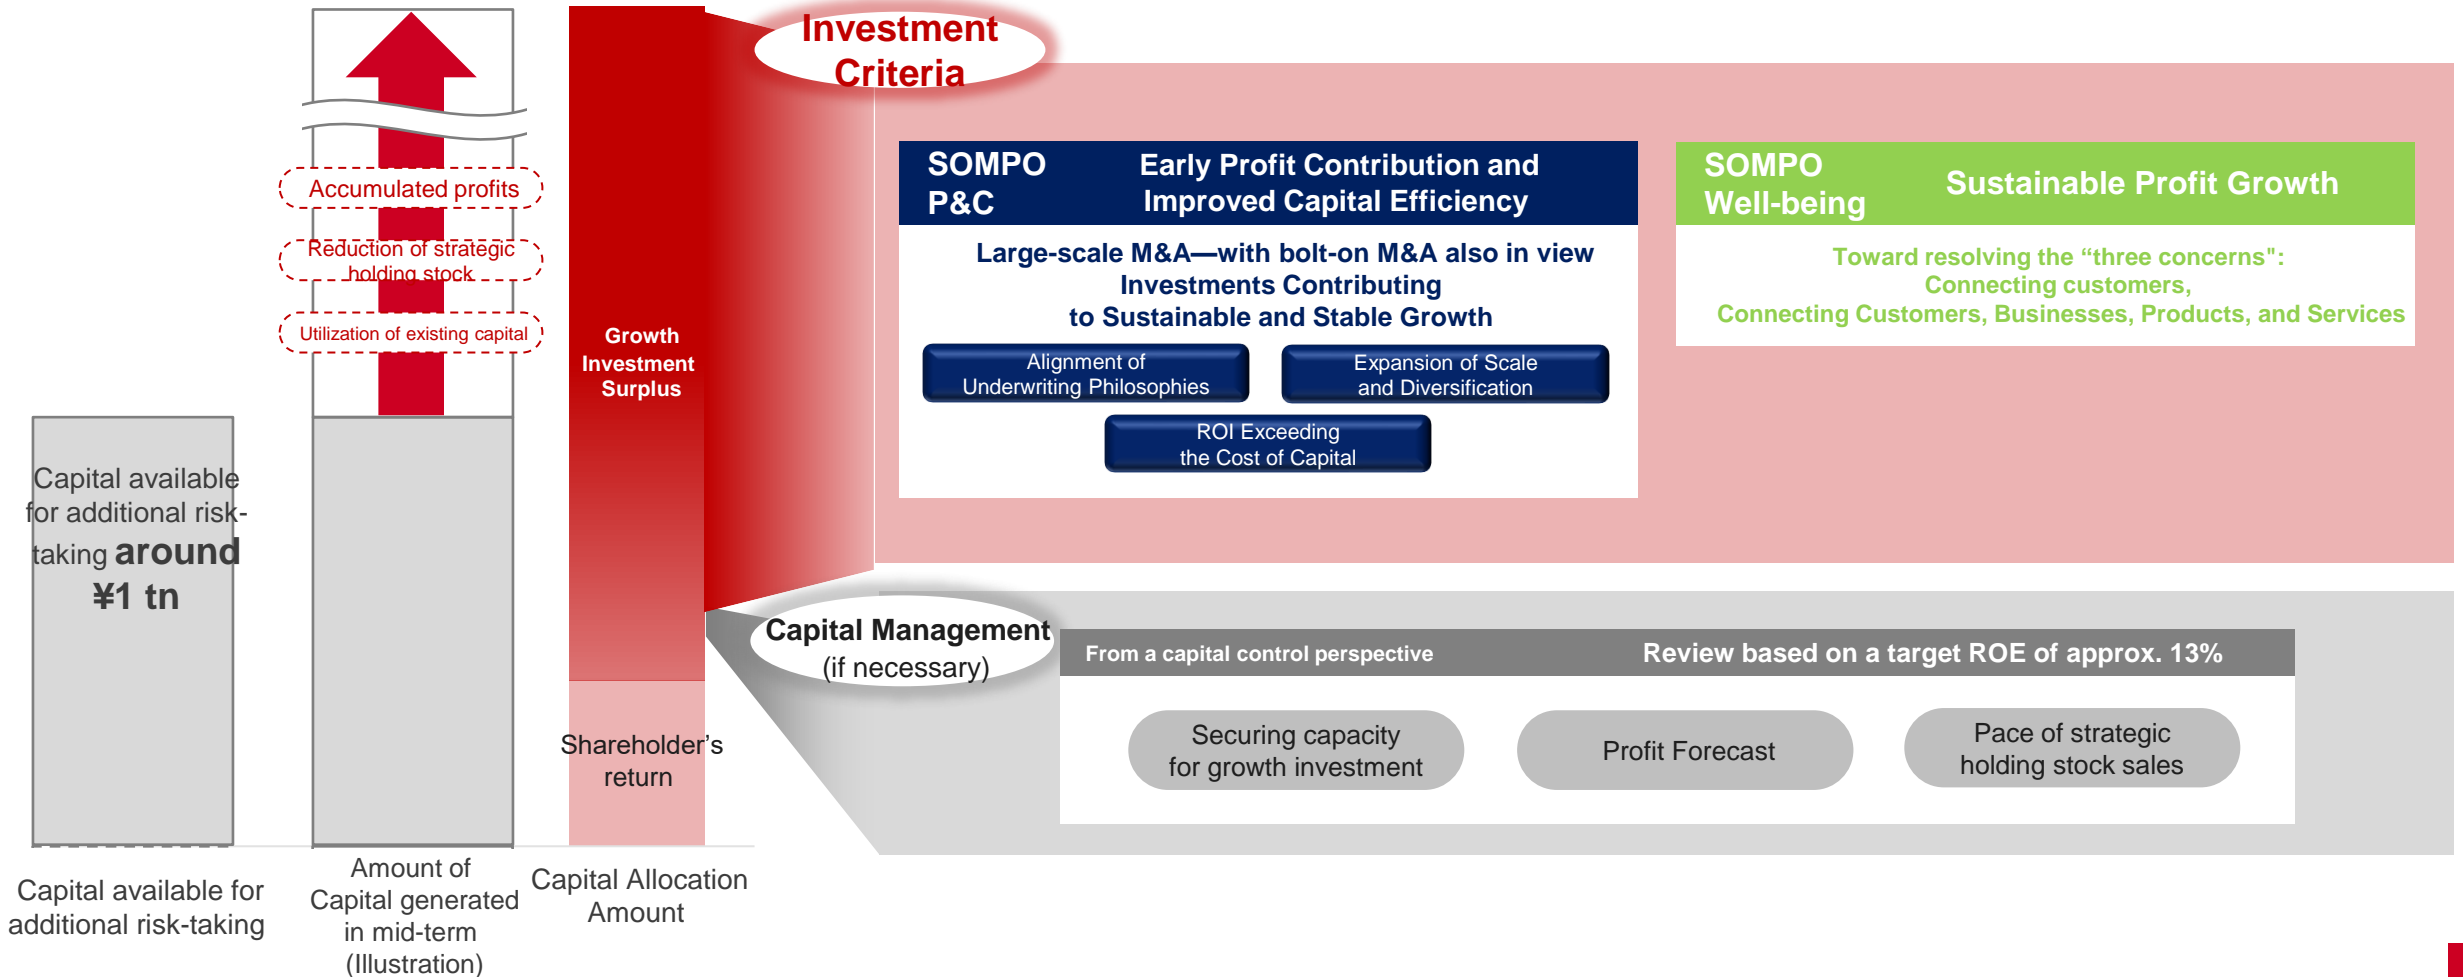 Investment
Criteria
Accumulated profits
Reduction of strategic
holding stock
Utilization of existing capital
Capital available
for additional risk-
taking around
¥1 tn
Growth
Investment
Surplus
Shareholder's
return
Capital available for
additional risk-taking
Amount of
Capital generated
in mid-term
(Illustration)
Capital Allocation
Amount
SOMPO
P&C
Early Profit Contribution and
Improved Capital Efficiency
Large-scale M&A—with bolt-on M&A also in view
Investments Contributing
to Sustainable and Stable Growth
Alignment of
Underwriting Philosophies
Expansion of Scale
and Diversification
ROI Exceeding
the Cost of Capital
SOMPO
Well-being
Sustainable Profit Growth
Toward resolving the “three concerns":
Connecting customers,
Connecting Customers, Businesses, Products, and Services
Capital Management
(if necessary)
From a capital control perspective
Review based on a target ROE of approx. 13%
Securing capacity
for growth investment
Profit Forecast
Pace of strategic
holding stock sales